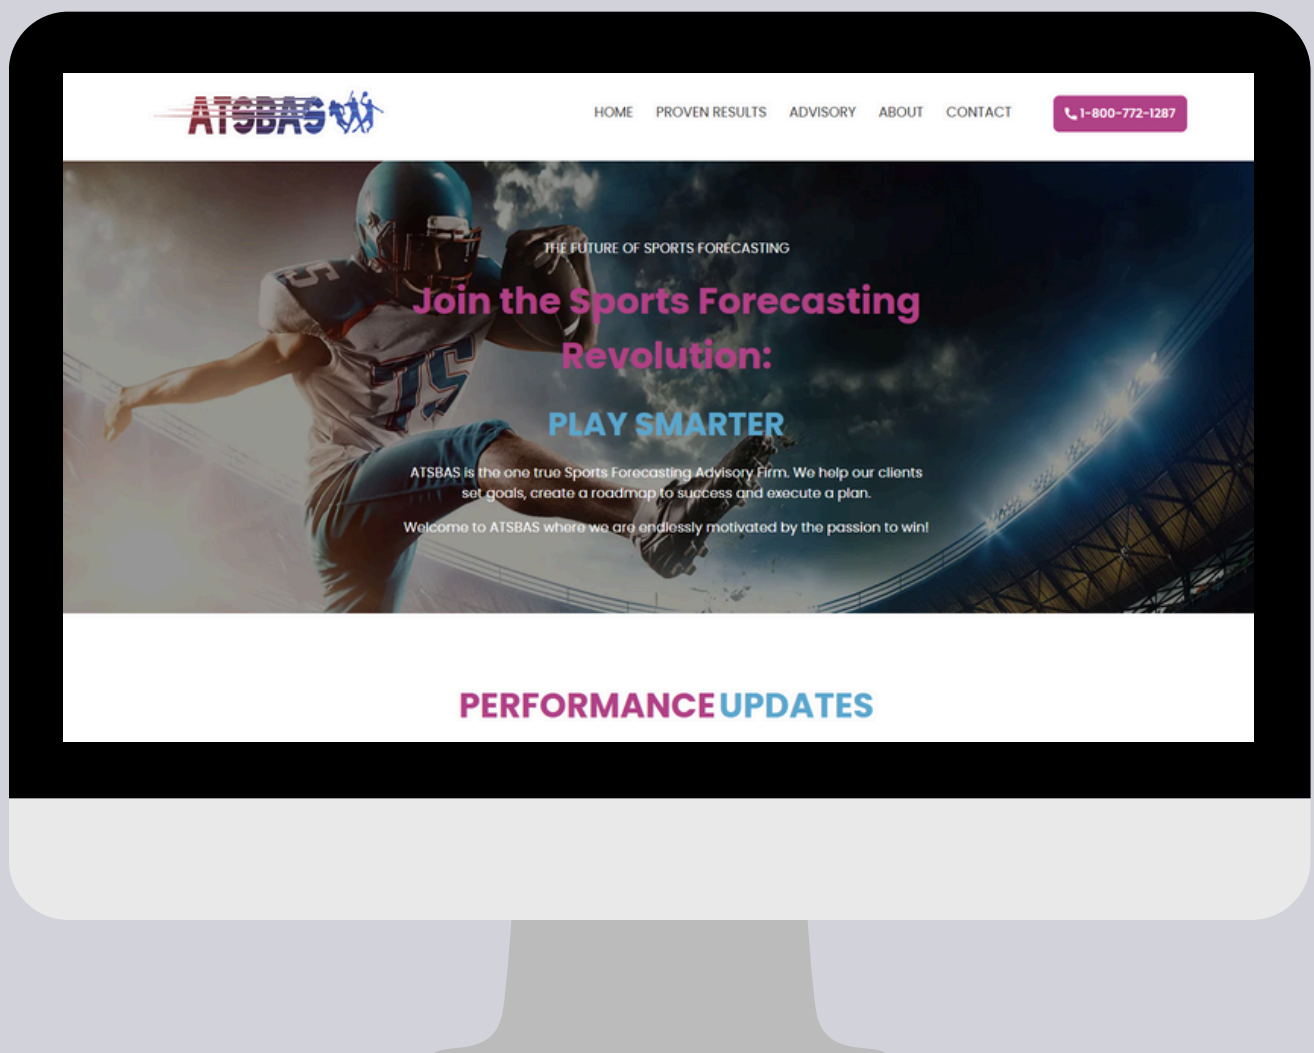 ATSBAS
HOME PROVEN RESULTS ADVISORY ABOUT CONTACT 1-800-772-1287
THE FUTURE OF SPORTS FORECASTING
Join the Sports Forecasting
Revolution:
PLAY SMARTER
ATSBAS is the one true Sports Forecasting Advisory Firm. We help our clients
set goals, create a roadmap to success and execute a plan.
Welcome to ATSBAS where we are endlessly motivated by the passion to win!
75
5
PERFORMANCE UPDATES